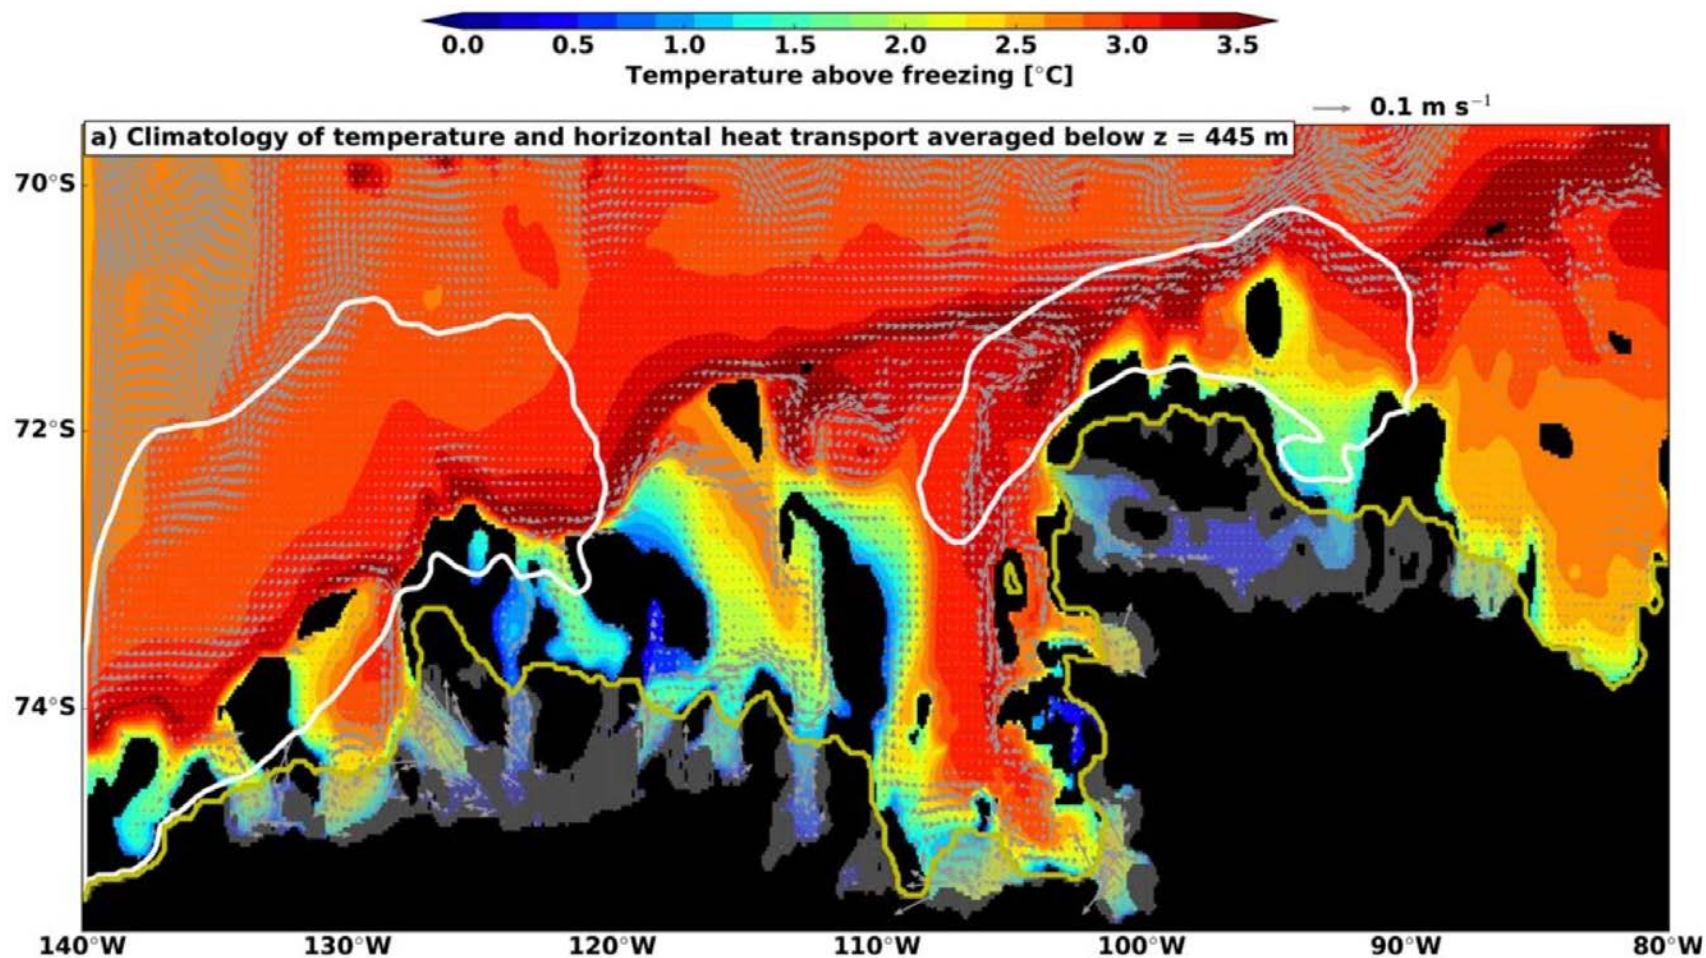 0.0 0.5 1.0 1.5 2.0 2.5 3.0 3.5
Temperature above freezing [°C]
0.1 m s⁻¹
a) Climatology of temperature and horizontal heat transport averaged below z = 445 m
70°S
72°S
74°S
140°W 130°W 120°W 110°W 100°W 90°W 80°W